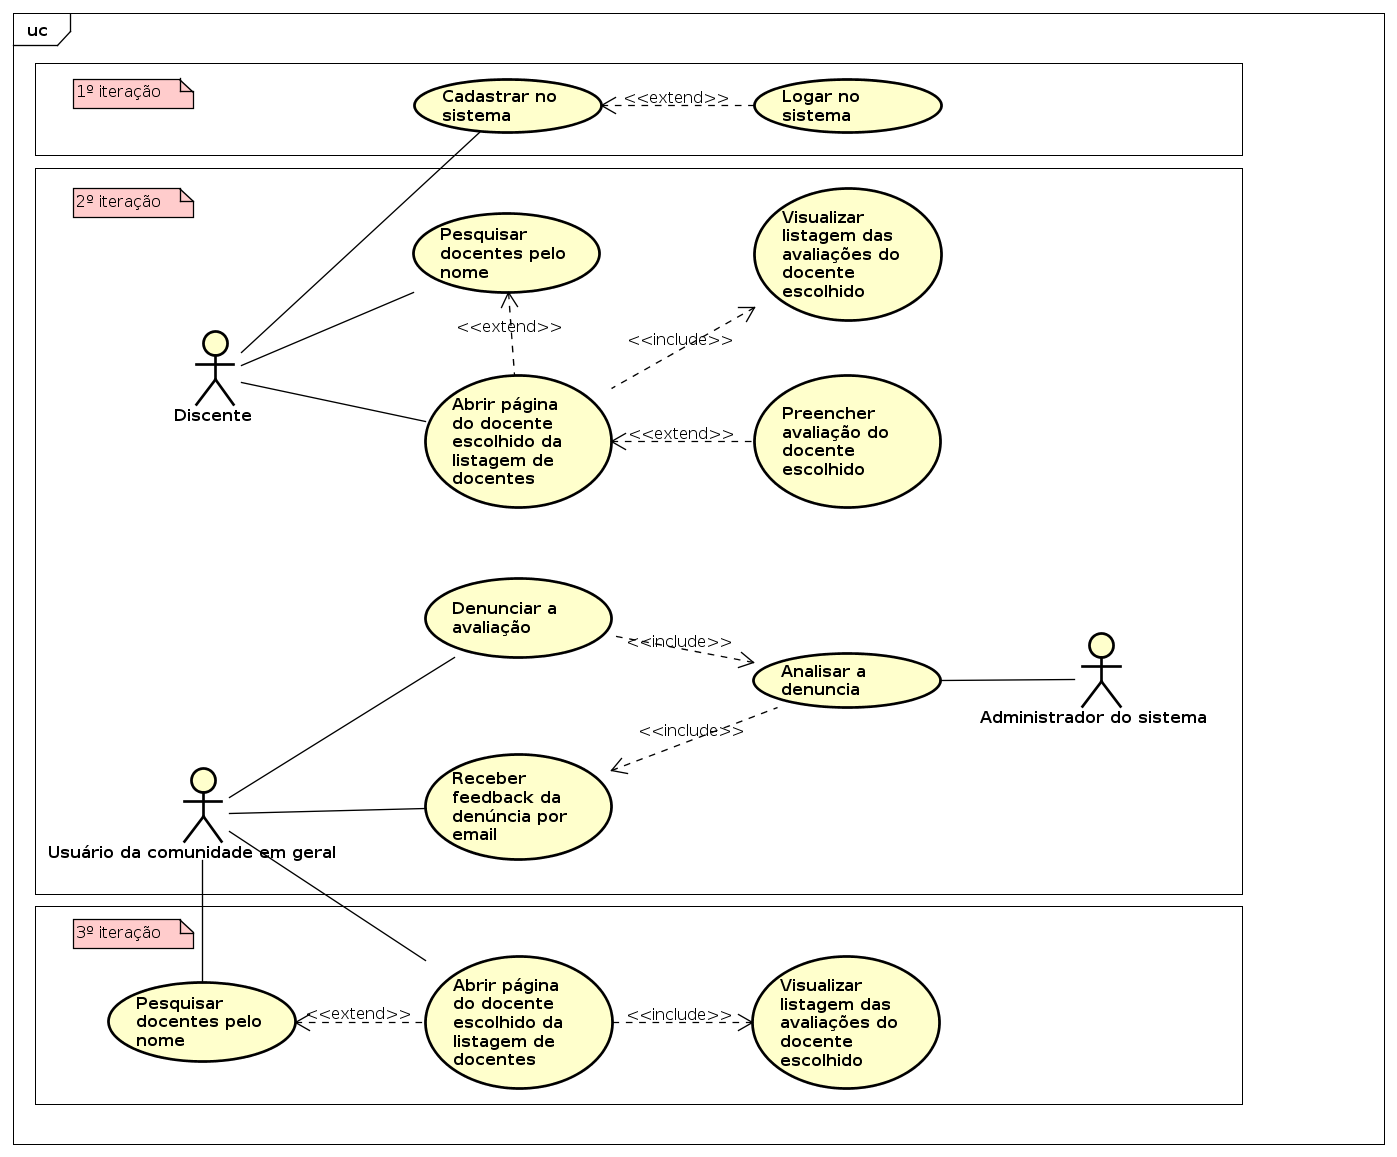 uc
1º iteração
Cadastrar no
sistema
<<extend>>
Logar no
sistema
2º iteração
Pesquisar
docentes pelo
nome
Visualizar
listagem das
avaliações do
docente
escolhido
<<extend>>
<<include>>
Discente
Abrir página
do docente
escolhido da
listagem de
docentes
<<extend>>
Preencher
avaliação do
docente
escolhido
Denunciar a
avaliação
<<include>>
Analisar a
denuncia
Administrador do sistema
<<include>>
Receber
feedback da
denúncia por
email
Usuário da comunidade em geral
3º iteração
Pesquisar
docentes pelo
nome
<<extend>>
Abrir página
do docente
escolhido da
listagem de
docentes
<<include>>
Visualizar
listagem das
avaliações do
docente
escolhido